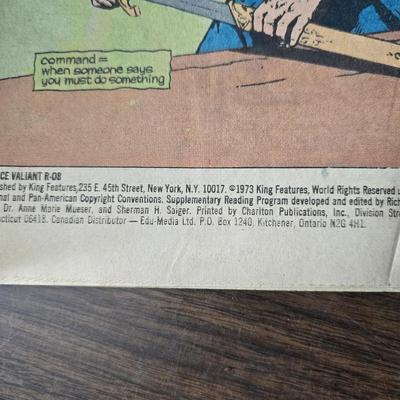 command =
when someone says
you must do something
CE VALIANT R-08
shed by King Features, 235 E. 45th Street, New York, N.Y. 10017. ©1973 King Features, World Rights Reserved
nal and Pan-American Copyright Conventions. Supplementary Reading Program developed and edited by Rich
Dr. Anne Marie Mueser, and Sherman H. Saiger. Printed by Charlton Publications, Inc., Division Stre
cticut 06418. Canadian Distributor — Edu-Media Ltd. P.O. Box 1240, Kitchener, Ontario N2G 4H1.